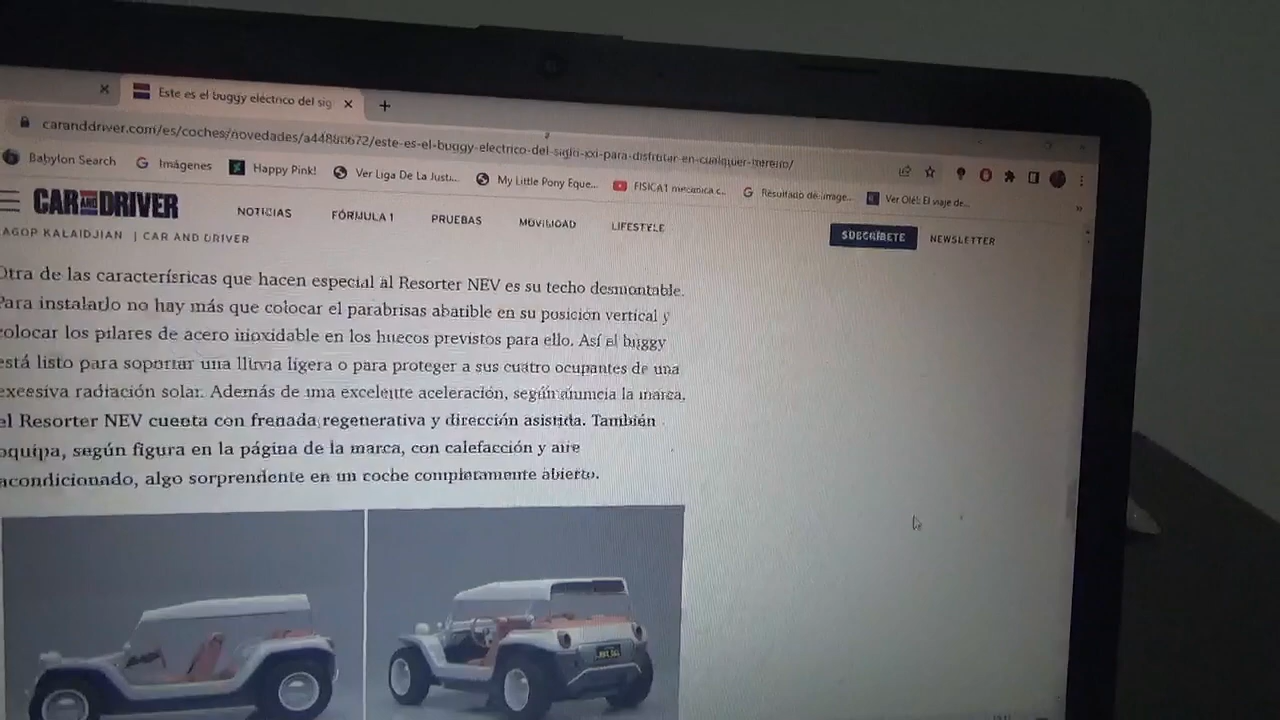 Este es el buggy eléctrico del sig
caranddriver.com/es/coches/novedades/a44880672/este-es-el-buggy-electrico-del-siglo-xxi-para-disfrutar-en-cualquier-terreno/
Babylon Search
Imágenes
Happy Pink!
Ver Liga De La Justi...
My Little Pony Eque...
FISICA1 mecanica c...
Resultado de image...
Ver Olé!: El viaje de...
CAR AND DRIVER
NOTICIAS
FÓRMULA 1
PRUEBAS
MOVILIDAD
LIFESTYLE
SUBSCRÍBETE
NEWSLETTER
AGOP KALAIDJIAN | CAR AND DRIVER
Otra de las características que hacen especial al Resorter NEV es su techo desmontable.
Para instalarlo no hay más que colocar el parabrisas abatible en su posición vertical y
colocar los pilares de acero inoxidable en los huecos previstos para ello. Así el buggy
está listo para soportar una lluvia ligera o para proteger a sus cuatro ocupantes de una
excesiva radiación solar. Además de una excelente aceleración, según anuncia la marca,
el Resorter NEV cuenta con frenada regenerativa y dirección asistida. También
equipa, según figura en la página de la marca, con calefacción y aire
acondicionado, algo sorprendente en un coche completamente abierto.